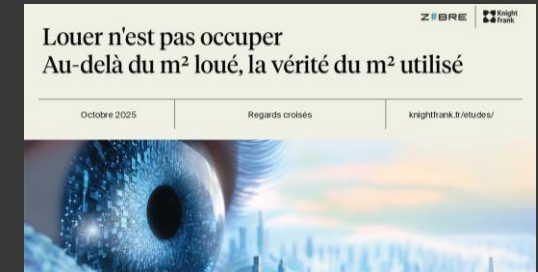 Z#BRE
Knight
Frank
Louer n'est pas occuper
Au-delà du m² loué, la vérité du m² utilisé
Octobre 2025
Regards croisés
knightfrank.fr/etudes/